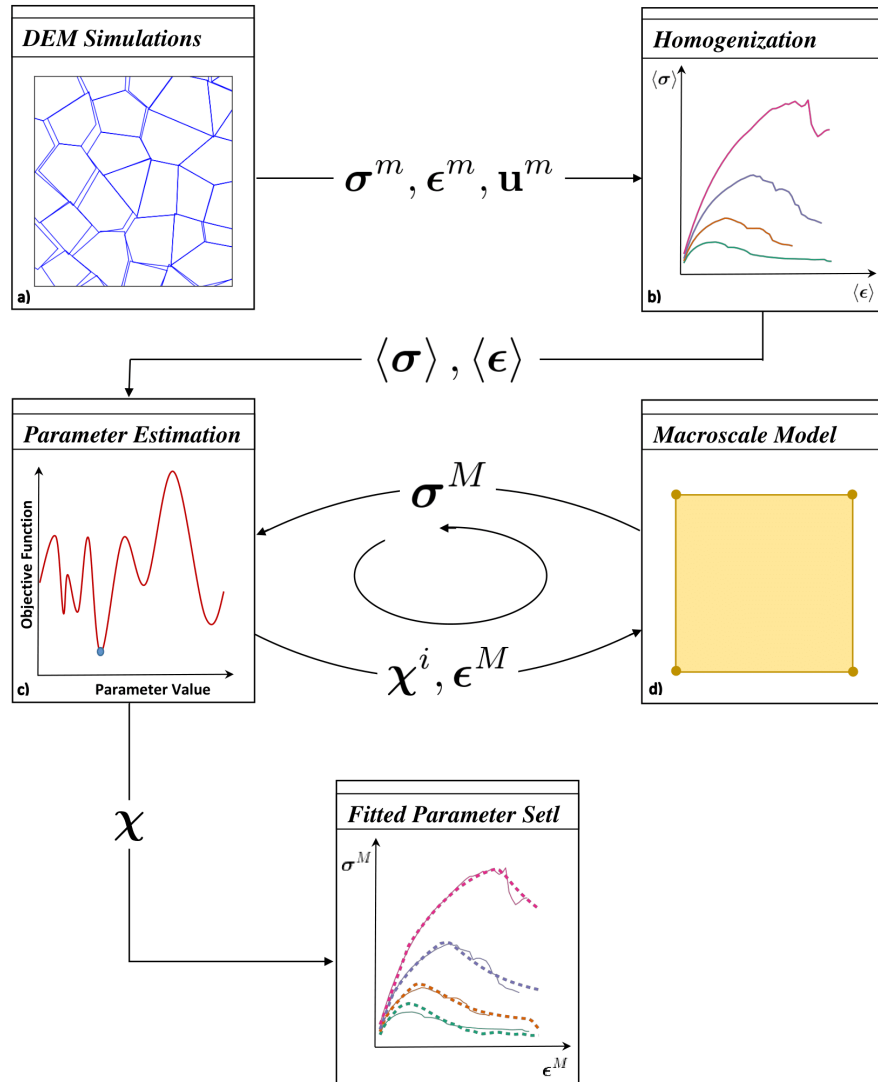 DEM Simulations
a)
σ^m, ϵ^m, u^m
Homogenization
⟨σ⟩
b)
⟨ϵ⟩
⟨σ⟩, ⟨ϵ⟩
Parameter Estimation
Objective Function
c)
Parameter Value
σ^M
χ^i, ϵ^M
Macroscale Model
d)
χ
Fitted Parameter Setl
σ^M
ϵ^M